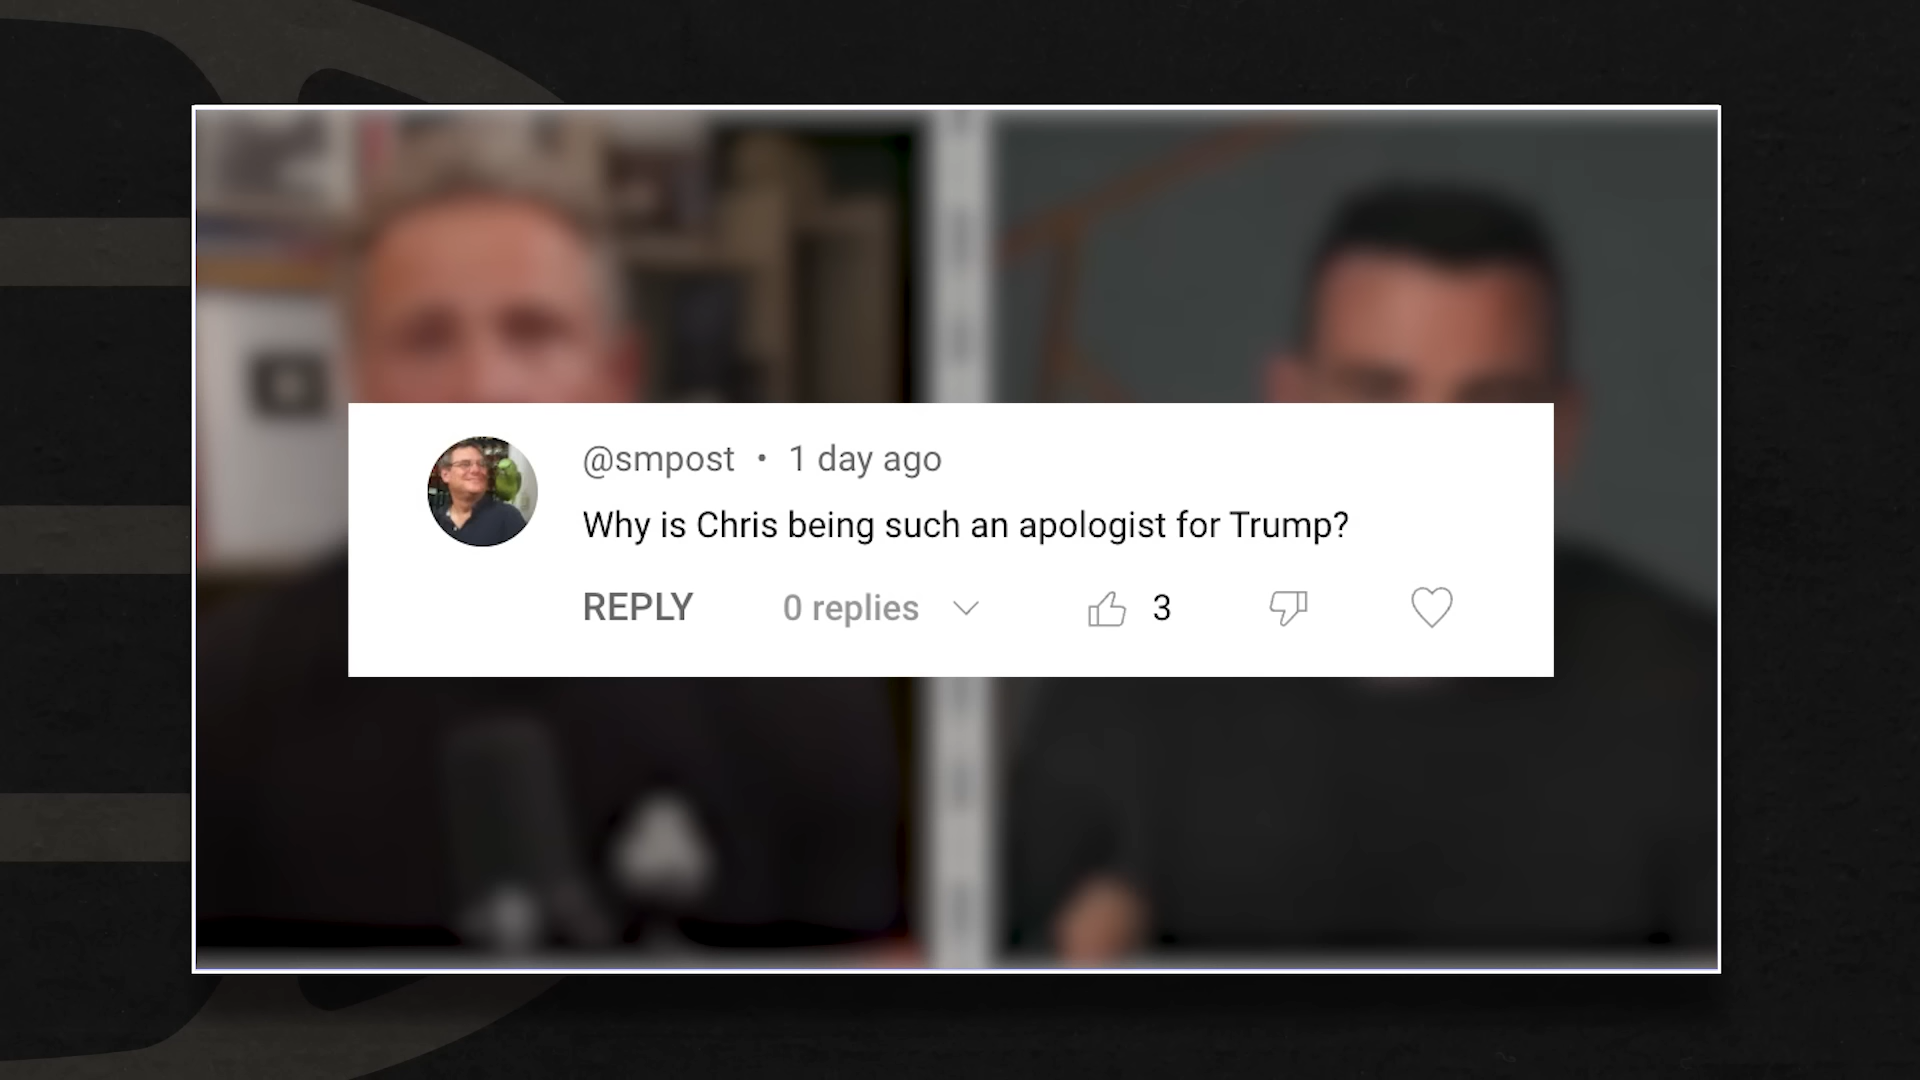 @smpost • 1 day ago
Why is Chris being such an apologist for Trump?
REPLY 0 replies 3